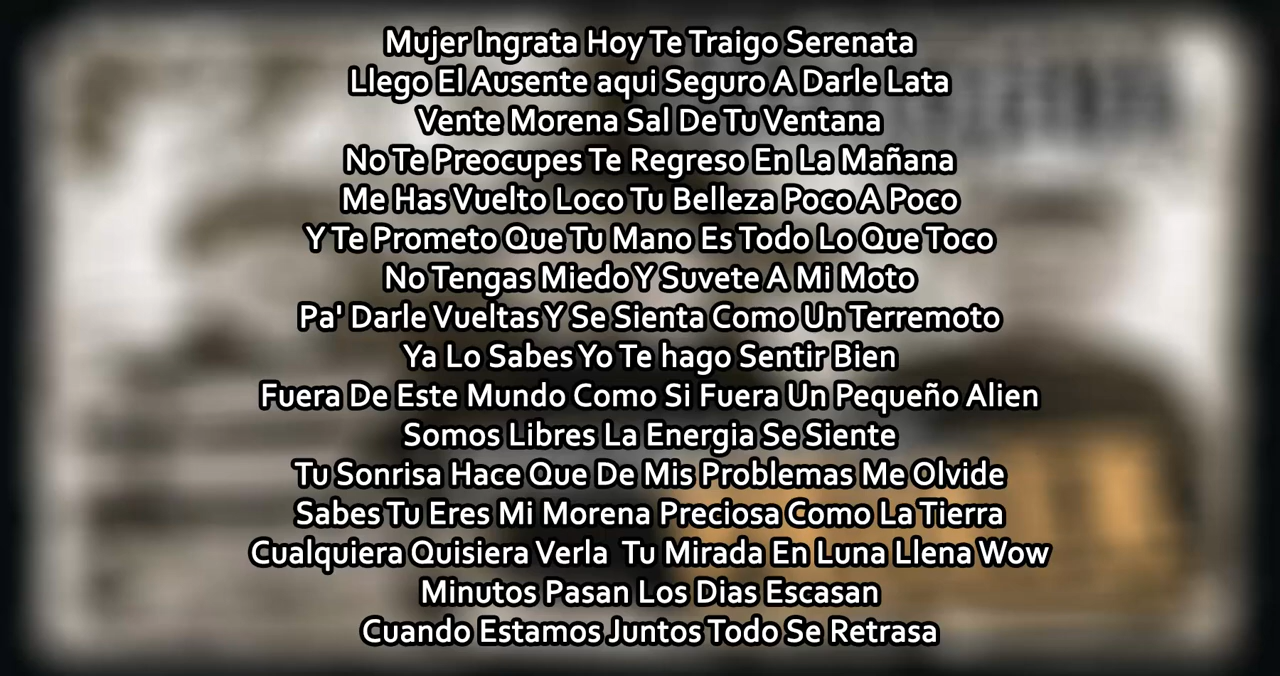 Mujer Ingrata Hoy Te Traigo Serenata
Llego El Ausente aqui Seguro A Darle Lata
Vente Morena Sal De Tu Ventana
No Te Preocupes Te Regreso En La Mañana
Me Has Vuelto Loco Tu Belleza Poco A Poco
Y Te Prometo Que Tu Mano Es Todo Lo Que Toco
No Tengas Miedo Y Suvete A Mi Moto
Pa' Darle Vueltas Y Se Sienta Como Un Terremoto
Ya Lo Sabes Yo Te hago Sentir Bien
Fuera De Este Mundo Como Si Fuera Un Pequeño Alien
Somos Libres La Energia Se Siente
Tu Sonrisa Hace Que De Mis Problemas Me Olvide
Sabes Tu Eres Mi Morena Preciosa Como La Tierra
Cualquiera Quisiera Verla  Tu Mirada En Luna Llena Wow
Minutos Pasan Los Dias Escasan
Cuando Estamos Juntos Todo Se Retrasa